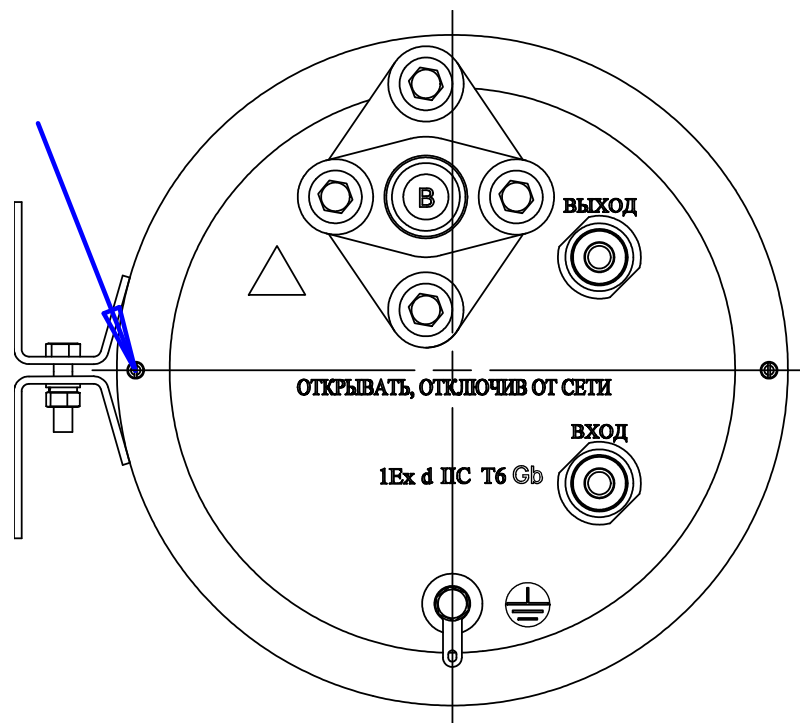 В
ВЫХОД
ОТКРЫВАТЬ, ОТКЛЮЧИВ ОТ СЕТИ
ВХОД
1Ex d IIC T6 Gb